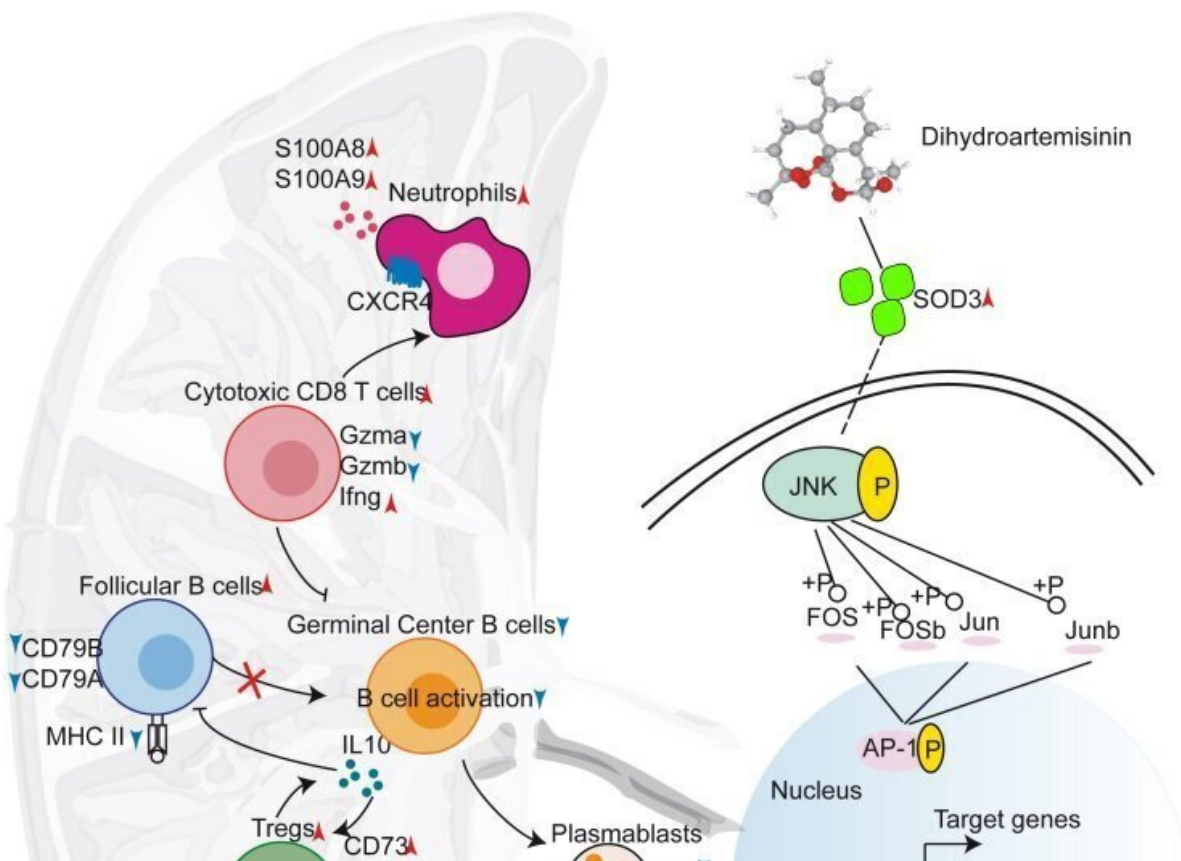 S100A8
S100A9
Neutrophils
CXCR4
Cytotoxic CD8 T cells
Gzma
Gzmb
Ifng
Follicular B cells
CD79B
CD79A
MHC II
Germinal Center B cells
B cell activation
IL10
Tregs
CD73
Plasmablasts
Dihydroartemisinin
SOD3
JNK
P
+P
FOS
+P
FOSb
+P
Jun
+P
Junb
AP-1
P
Nucleus
Target genes